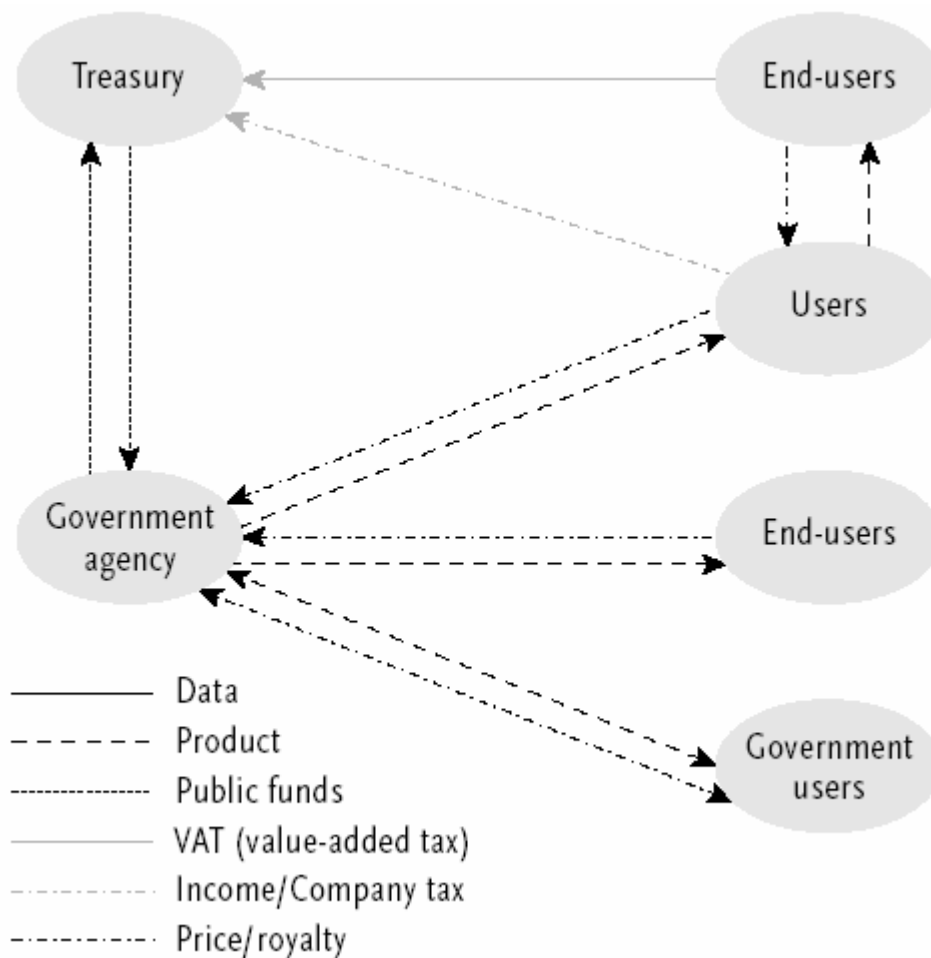 Treasury
End-users
Users
Government
agency
End-users
Government
users
Data
Product
Public funds
VAT (value-added tax)
Income/Company tax
Price/royalty